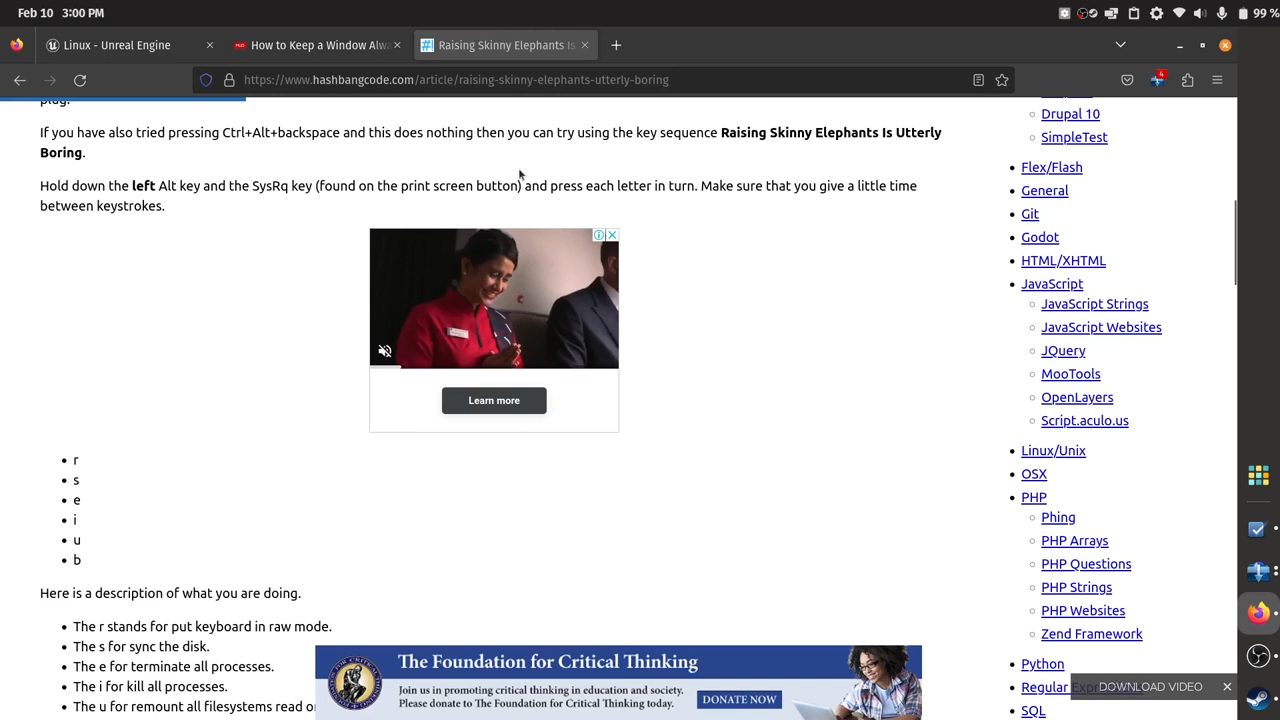 Feb 10 3:00 PM
99 %
Linux - Unreal Engine
How to Keep a Window Alw
Raising Skinny Elephants Is
https://www.hashbangcode.com/article/raising-skinny-elephants-utterly-boring
4
plug.
If you have also tried pressing Ctrl+Alt+backspace and this does nothing then you can try using the key sequence Raising Skinny Elephants Is Utterly
Boring.
Hold down the left Alt key and the SysRq key (found on the print screen button) and press each letter in turn. Make sure that you give a little time
between keystrokes.
Learn more
r
s
e
i
u
b
Here is a description of what you are doing.
The r stands for put keyboard in raw mode.
The s for sync the disk.
The e for terminate all processes.
The i for kill all processes.
The u for remount all filesystems read
The Foundation for Critical Thinking
Join us in promoting critical thinking in education and society.
Please donate to The Foundation for Critical Thinking today.
DONATE NOW
Drupal 10
SimpleTest
Flex/Flash
General
Git
Godot
HTML/XHTML
JavaScript
JavaScript Strings
JavaScript Websites
JQuery
MooTools
OpenLayers
Script.aculo.us
Linux/Unix
OSX
PHP
Phing
PHP Arrays
PHP Questions
PHP Strings
PHP Websites
Zend Framework
Python
Regular
SQL
DOWNLOAD VIDEO